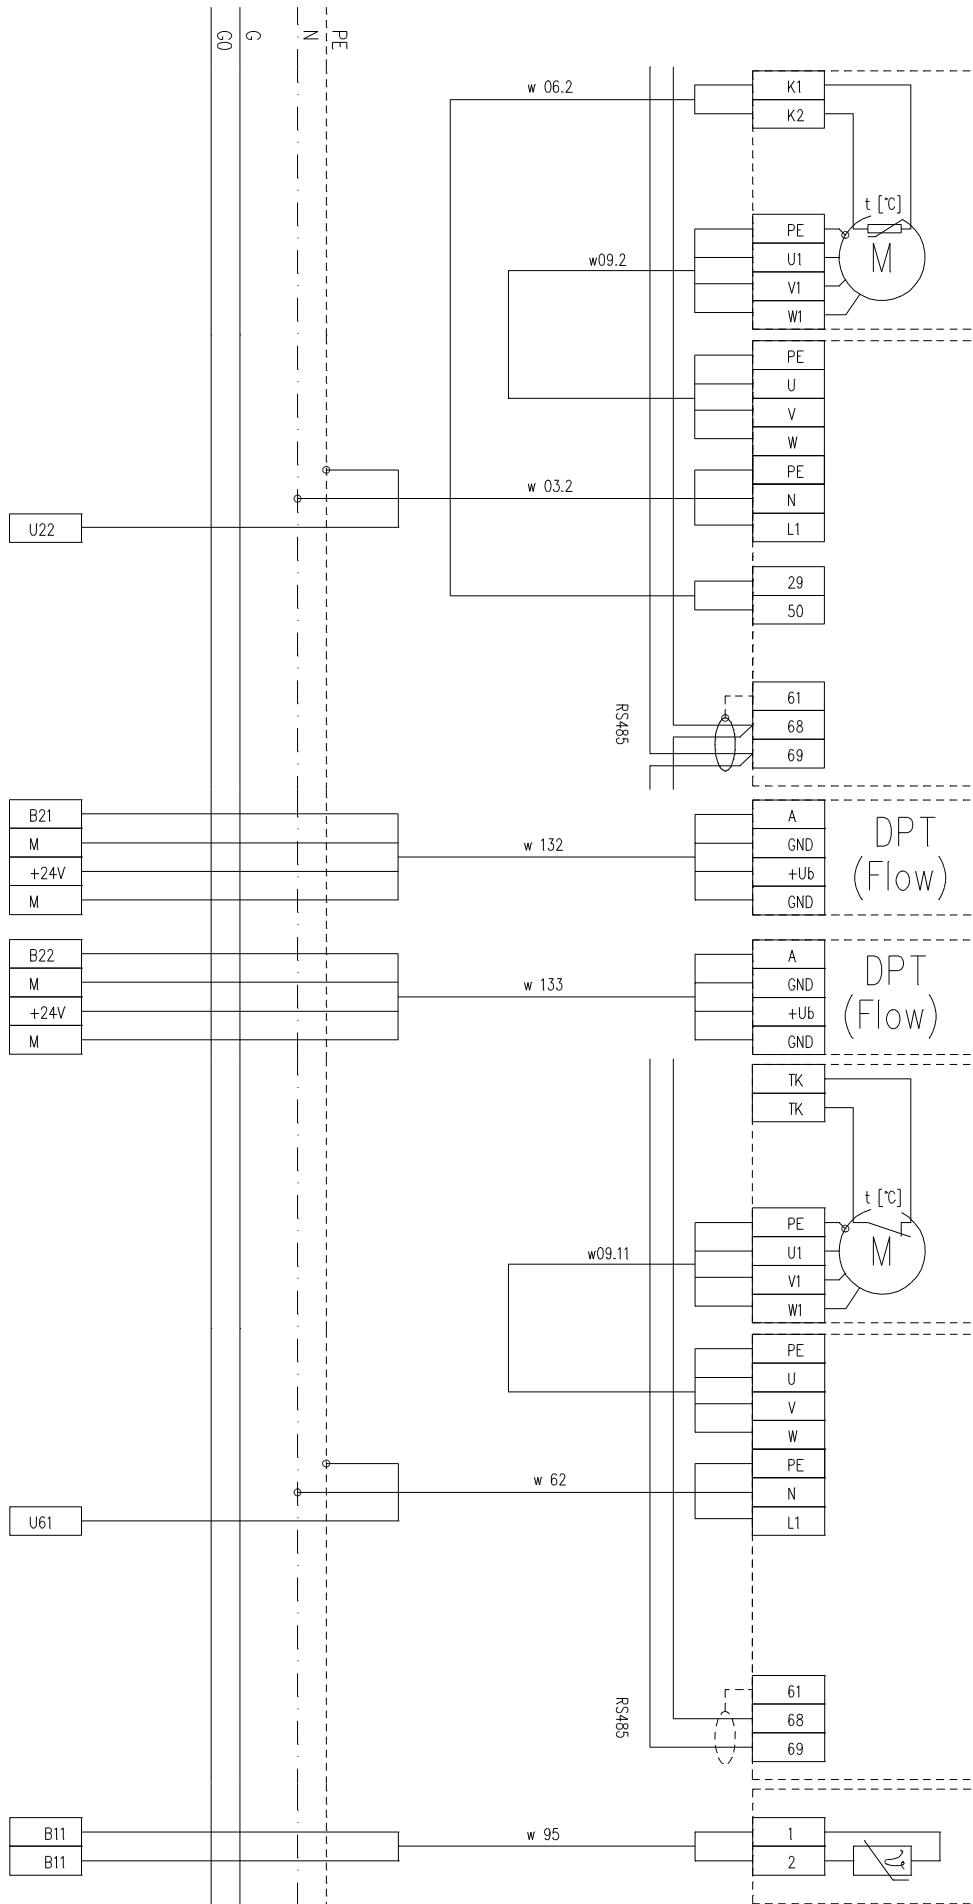 G0
G
N
PE
w 06.2
K1
K2
t [°C]
M
w09.2
PE
U1
V1
W1
PE
U
V
W
PE
w 03.2
N
U22
L1
29
50
61
RS485
68
69
B21
A
M
GND
w 132
+24V
+Ub
M
GND
DPT
(Flow)
B22
A
M
GND
w 133
+24V
+Ub
M
GND
DPT
(Flow)
TK
TK
t [°C]
M
w09.11
PE
U1
V1
W1
PE
U
V
W
PE
w 62
N
U61
L1
61
RS485
68
69
B11
w 95
1
B11
2